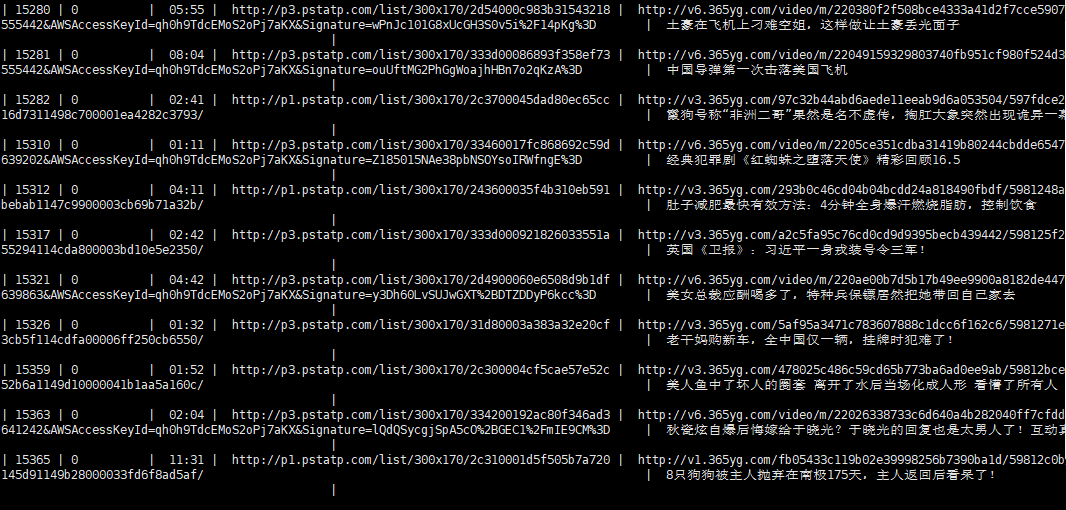 | 15280 | 0 | 05:55 | http://p3.pstatp.com/list/300x170/2d54000c983b31543218 | http://v6.365yg.com/video/m/220380f2f508bce4333a41d2f7cce5907
555442&AWSAccessKeyId=qh0h9TdcEMoS2oPj7aKX&Signature=wPnJc10lG8xUcGH3S0v5i%2F14pKg%3D | 土豪在飞机上刁难空姐，这样做让土豪丢光面子
|
| 15281 | 0 | 08:04 | http://p3.pstatp.com/list/300x170/333d00086893f358ef73 | http://v6.365yg.com/video/m/22049159329803740fb951cf980f524d3
555442&AWSAccessKeyId=qh0h9TdcEMoS2oPj7aKX&Signature=ouUftMG2PhGgWoajhHBn7o2qKzA%3D | 中国导弹第一次击落美国飞机
|
| 15282 | 0 | 02:41 | http://p1.pstatp.com/list/300x170/2c3700045dad80ec65cc | http://v3.365yg.com/97c32b44abd6aede11eeab9d6a053504/597fdce2
16d7311498c700001ea4282c3793/ | 鬣狗号称“非洲二哥”果然是名不虚传，掏肛大象突然出现诡异一幕
|
| 15310 | 0 | 01:11 | http://p3.pstatp.com/list/300x170/33460017fc868692c59d | http://v6.365yg.com/video/m/2205ce351cdba31419b80244cbdde6547
639202&AWSAccessKeyId=qh0h9TdcEMoS2oPj7aKX&Signature=Z185015NAe38pbNSOYsoIRWfngE%3D | 经典犯罪剧《红蜘蛛之堕落天使》精彩回顾16.5
|
| 15312 | 0 | 04:11 | http://p1.pstatp.com/list/300x170/243600035f4b310eb591 | http://v3.365yg.com/293b0c46cd04b04bcdd24a818490fbdf/5981248a
bebab1147c9900003cb69b71a32b/ | 肚子减肥最快有效方法：4分钟全身爆汗燃烧脂肪，控制饮食
|
| 15317 | 0 | 02:42 | http://p3.pstatp.com/list/300x170/333d000921826033551a | http://v3.365yg.com/a2c5fa95c76cd0cd9d9395becb439442/598125f2
55294114cda800003bd10e5e2350/ | 英国《卫报》：习近平一身戎装号令三军！
|
| 15321 | 0 | 04:42 | http://p3.pstatp.com/list/300x170/2d4900060e6508d9b1df | http://v6.365yg.com/video/m/220ae00b7d5b17b49ee9900a8182de447
639863&AWSAccessKeyId=qh0h9TdcEMoS2oPj7aKX&Signature=y3Dh60LvSUJwGXT%2BDTZDDyP6kcc%3D | 美女总裁应酬喝多了，特种兵保镖居然把她带回自己家去
|
| 15326 | 0 | 01:32 | http://p3.pstatp.com/list/300x170/31d80003a383a32e20cf | http://v3.365yg.com/5af95a3471c783607888c1dcc6f162c6/5981271e
3cb5f114cdfa00006ff250cb6550/ | 老干妈购新车，全中国仅一辆，挂牌时犯难了！
|
| 15359 | 0 | 01:52 | http://p3.pstatp.com/list/300x170/2c300004cf5cae57e52c | http://v3.365yg.com/478025c486c59cd65b773ba6ad0ee9ab/59812bce
52b6a1149d10000041b1aa5a160c/ | 美人鱼中了坏人的圈套 离开了水后当场化成人形 看懵了所有人
|
| 15363 | 0 | 02:04 | http://p3.pstatp.com/list/300x170/334200192ac80f346ad3 | http://v6.365yg.com/video/m/22026338733c6d640a4b282040ff7cfdd
641242&AWSAccessKeyId=qh0h9TdcEMoS2oPj7aKX&Signature=lQdQSycgjSpA5cO%2BGEC1%2FmIE9CM%3D | 秋瓷炫自爆后悔嫁给于晓光？于晓光的回复也是太男人了！互动真
|
| 15365 | 0 | 11:31 | http://p1.pstatp.com/list/300x170/2c310001d5f505b7a720 | http://v1.365yg.com/fb05433c119b02e39998256b7390ba1d/59812c0b
145d91149b28000033fd6f8ad5af/ | 8只狗狗被主人抛弃在南极175天，主人返回后看呆了！
|